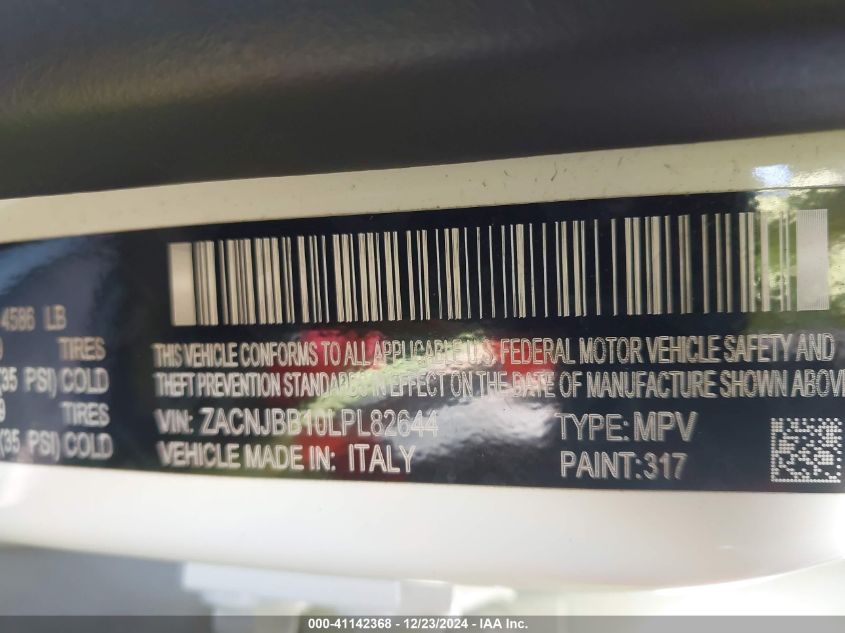 4586 LB
TIRES
(35 PSI) COLD
TIRES
(35 PSI) COLD
THIS VEHICLE CONFORMS TO ALL APPLICABLE U.S. FEDERAL MOTOR VEHICLE SAFETY AND
THEFT PREVENTION STANDARDS IN EFFECT ON THE DATE OF MANUFACTURE SHOWN ABOV
VIN: ZACNJBB10LPL82644 TYPE: MPV
VEHICLE MADE IN: ITALY PAINT:317
000-41142368 - 12/23/2024 - IAA Inc.